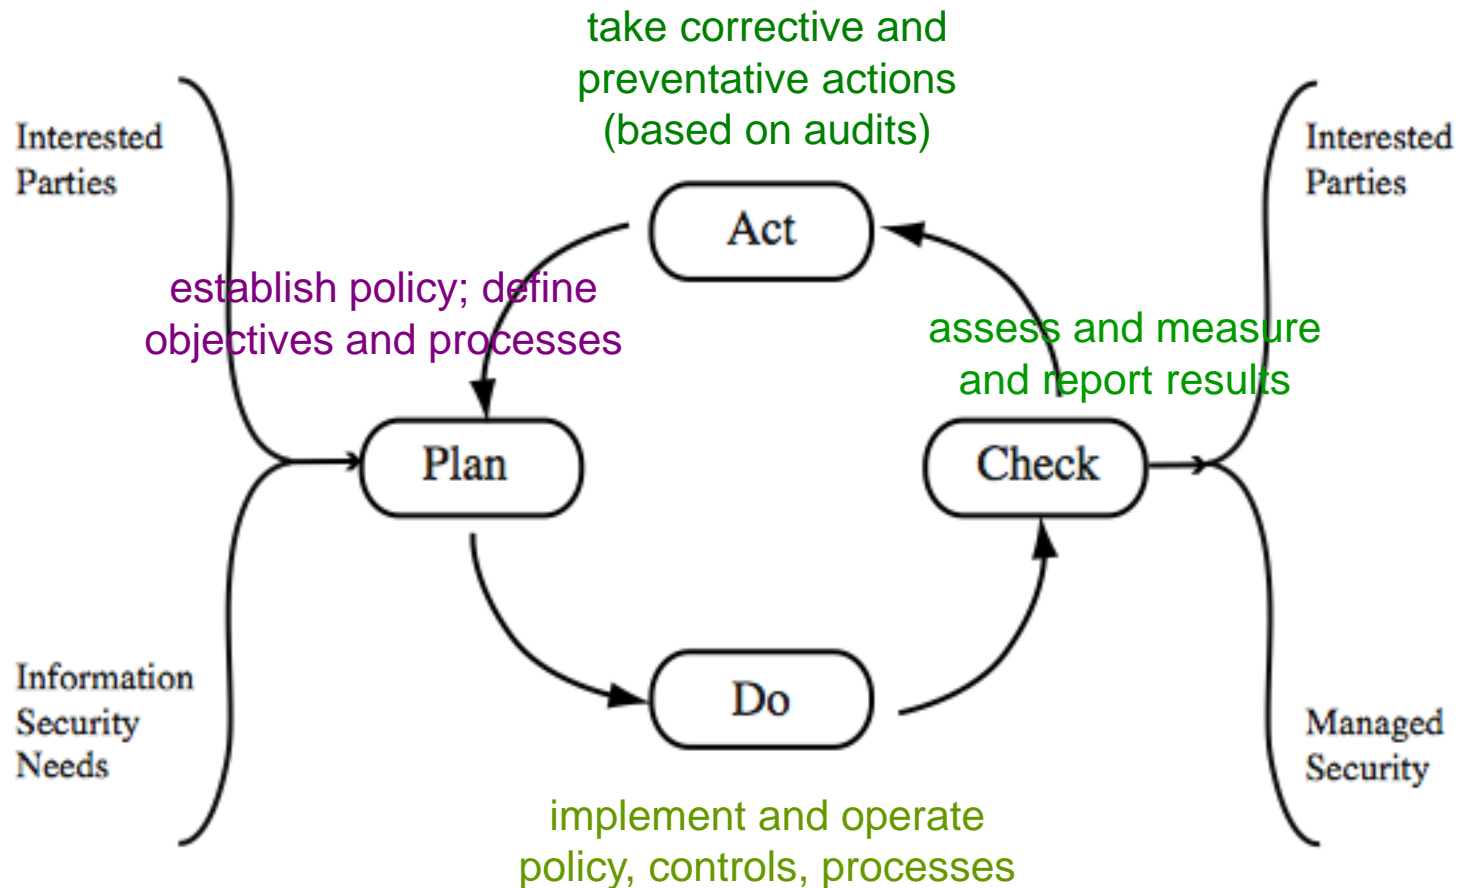 take corrective and
preventative actions
(based on audits)
Interested
Parties
Interested
Parties
Act
establish policy; define
objectives and processes
assess and measure
and report results
Plan
Check
Information
Security
Needs
Do
Managed
Security
implement and operate
policy, controls, processes